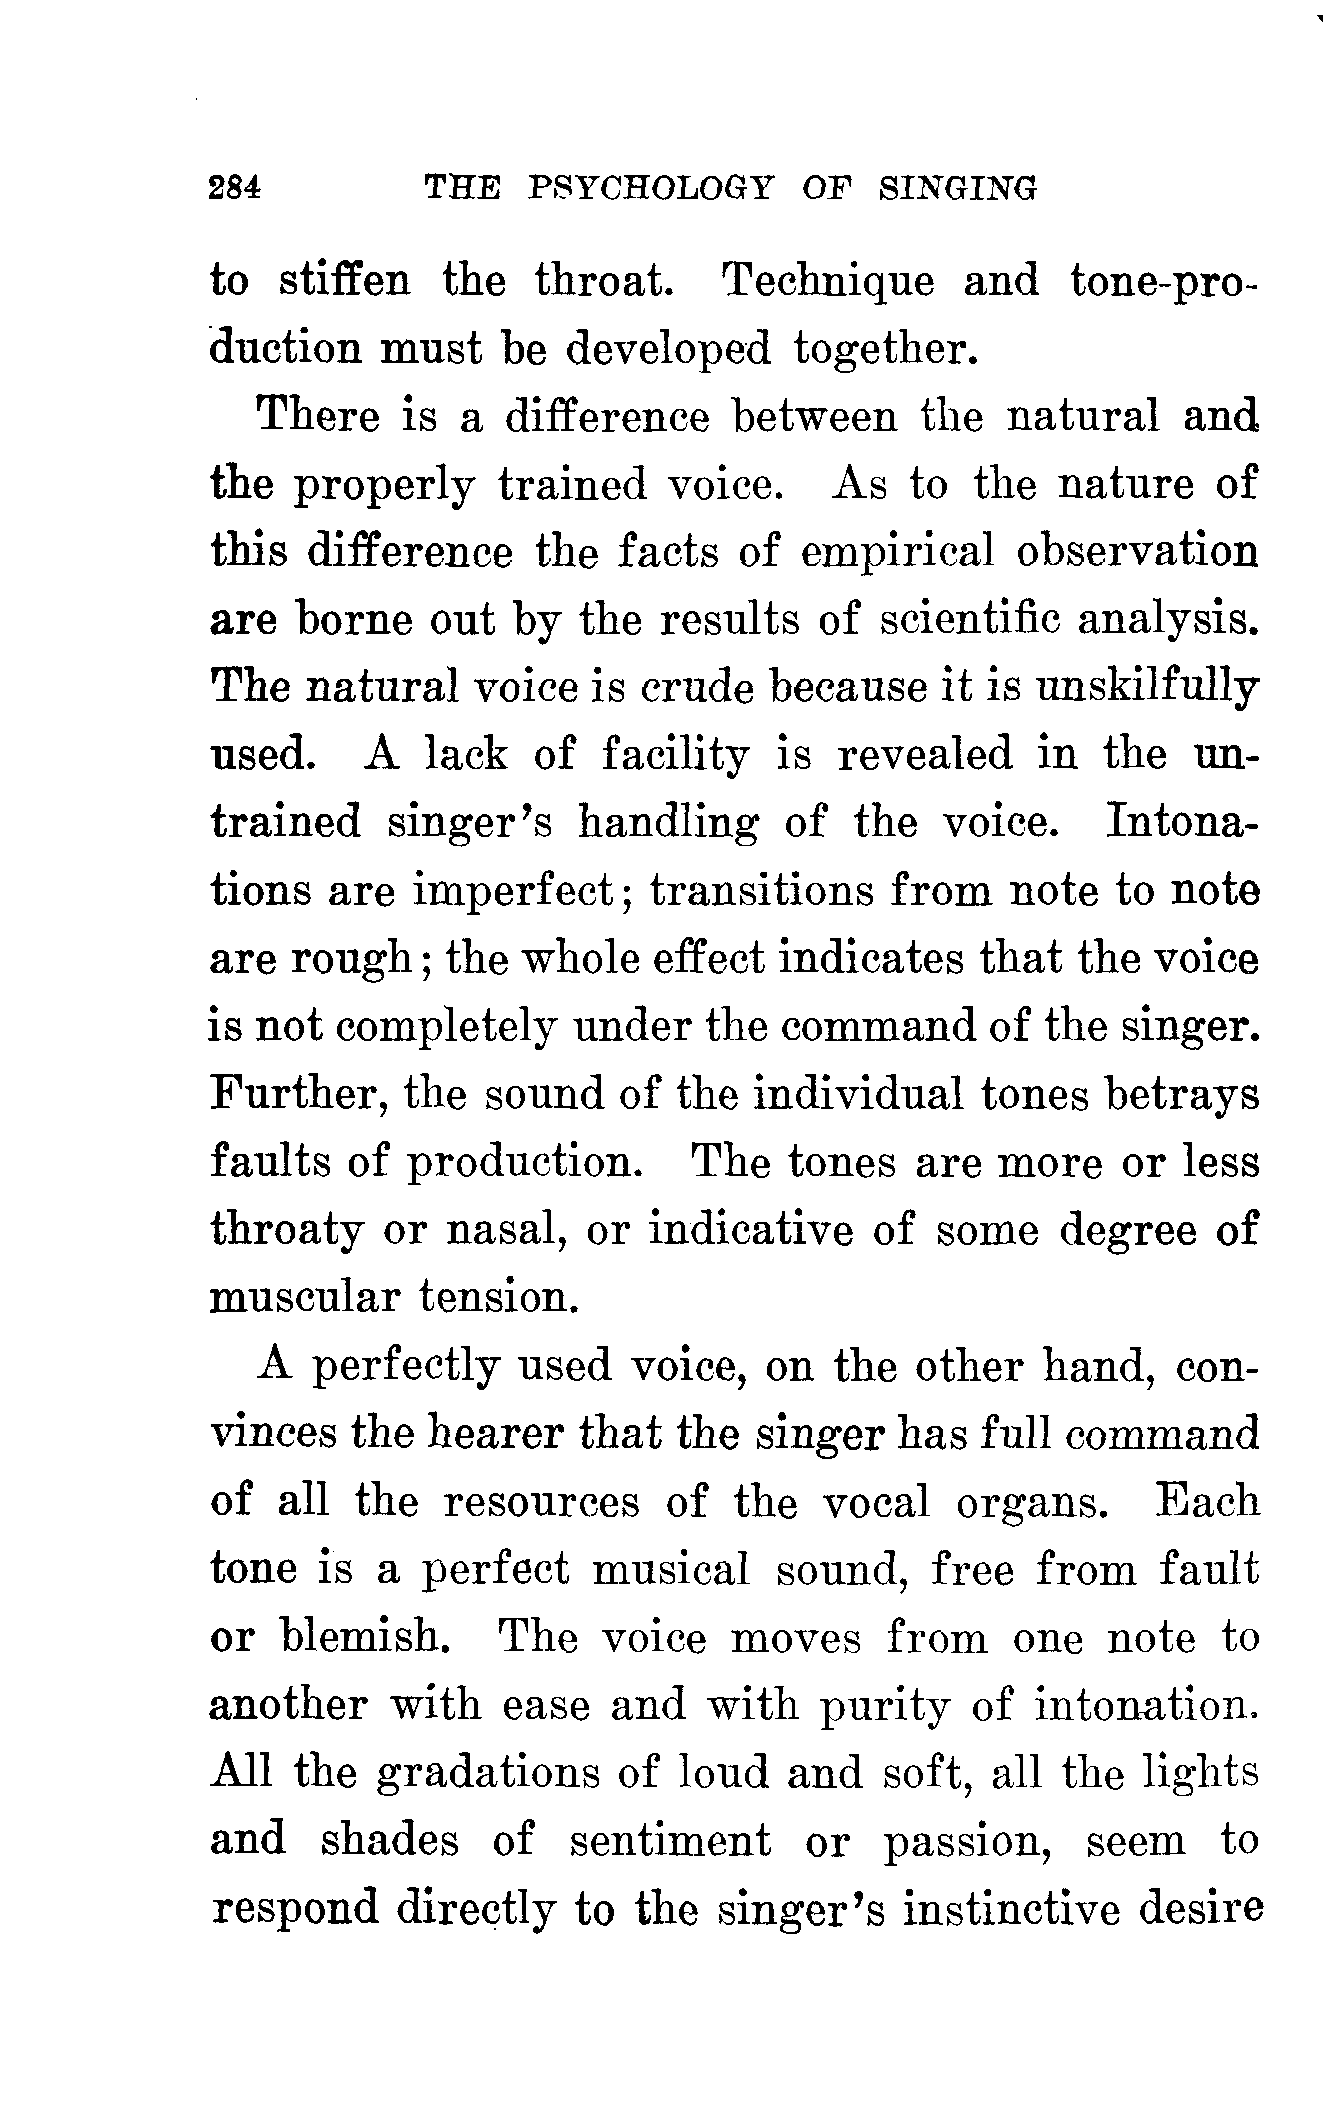 284 THE PSYCHOLOGY OF SINGING
to stiffen the throat. Technique and tone-pro-
duction must be developed together.
There is a difference between the natural and
the properly trained voice. As to the nature of
this difference the facts of empirical observation
are borne out by the results of scientific analysis.
The natural voice is crude because it is unskilfully
used. A lack of facility is revealed in the un-
trained singer's handling of the voice. Intona-
tions are imperfect; transitions from note to note
are rough; the whole effect indicates that the voice
is not completely under the command of the singer.
Further, the sound of the individual tones betrays
faults of production. The tones are more or less
throaty or nasal, or indicative of some degree of
muscular tension.
A perfectly used voice, on the other hand, con-
vinces the hearer that the singer has full command
of all the resources of the vocal organs. Each
tone is a perfect musical sound, free from fault
or blemish. The voice moves from one note to
another with ease and with purity of intonation.
All the gradations of loud and soft, all the lights
and shades of sentiment or passion, seem to
respond directly to the singer's instinctive desire